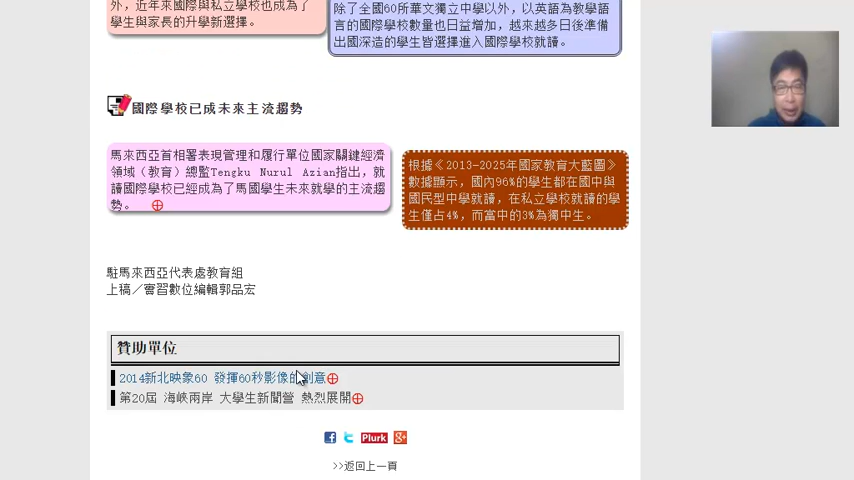 外，近年來國際與私立學校也成為了
學生與家長的升學新選擇。
除了全國60所華文獨立中學以外，以英語為教學語
言的國際學校數量也日益增加，越來越多日後準備
出國深造的學生皆選擇進入國際學校就讀。
國際學校已成未來主流趨勢
馬來西亞首相署表現管理和履行單位國家關鍵經濟
領域（教育）總監Tengku Nurul Azian指出，就
讀國際學校已經成為了馬國學生未來就學的主流趨
勢。
根據《2013-2025年國家教育大藍圖》
數據顯示，國內96%的學生都在國中與
國民型中學就讀，在私立學校就讀的學
生僅占4%，而當中的3%為獨中生。
駐馬來西亞代表處教育組
上稿／實習數位編輯郭品宏
贊助單位
2014新北映象60 發揮60秒影像的創意
第20屆 海峽兩岸 大學生新聞營 熱烈展開
Plurk
>>返回上一頁